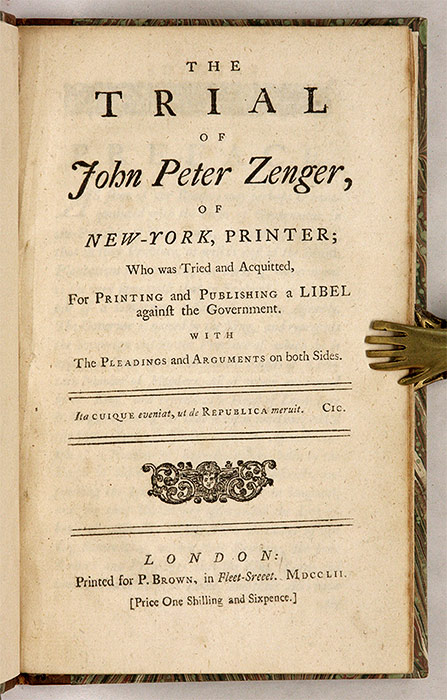 THE
TRIAL
OF
John Peter Zenger,
OF
NEW-YORK, PRINTER;
Who was Tried and Acquitted,
For PRINTING and PUBLISHING a LIBEL
againſt the Government.
WITH
The PLEADINGS and ARGUMENTS on both Sides.
Ita CUIQUE eveniat, ut de REPUBLICA meruit. CIC.
LONDON:
Printed for P. BROWN, in Fleet-Sreeet. MDCCLII.
[Price One Shilling and Sixpence.]